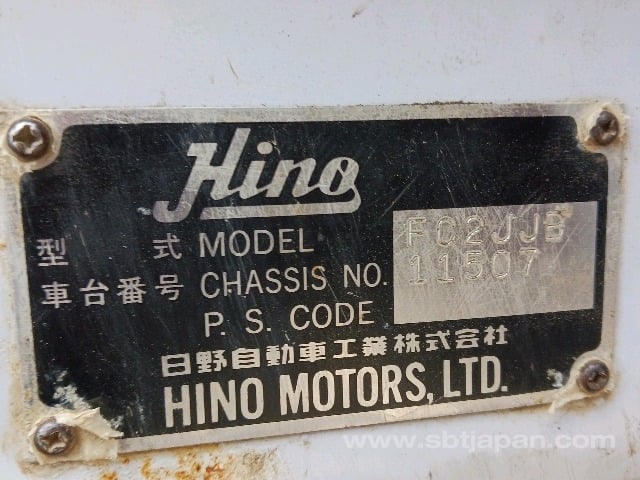 Hino
型 式 MODEL FC2JJB
車台番号 CHASSIS NO. 11507
P. S. CODE
日野自動車工業株式会社
HINO MOTORS, LTD.
www.sbtjapan.com